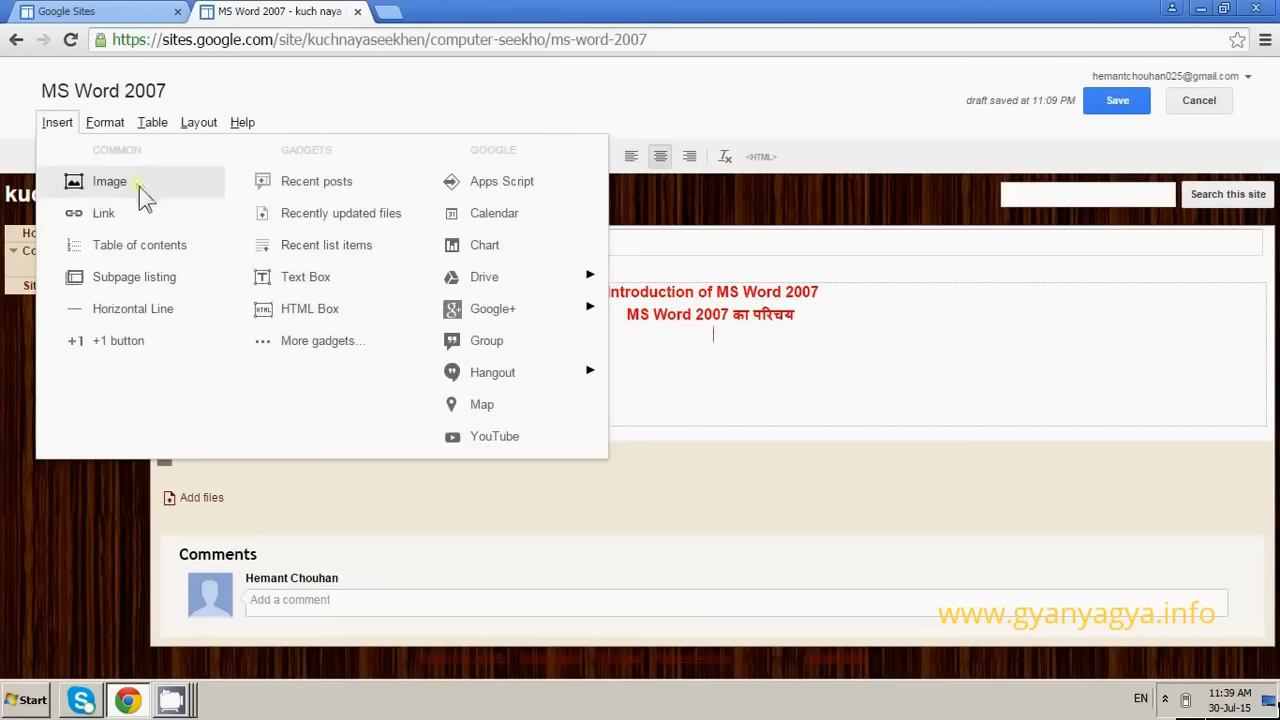 Google Sites
MS Word 2007 - kuch naya
https://sites.google.com/site/kuchnayaseekhen/computer-seekho/ms-word-2007
MS Word 2007
hemantchouhan025@gmail.com
draft saved at 11:09 PM
Save
Cancel
Insert Format Table Layout Help
<HTML>
COMMON
Image
Link
Table of contents
Subpage listing
Horizontal Line
+1 button
GADGETS
Recent posts
Recently updated files
Recent list items
Text Box
HTML Box
More gadgets...
GOOGLE
Apps Script
Calendar
Chart
Drive
Google+
Group
Hangout
Map
YouTube
kuc
Search this site
Ho
Co
Sit
ntroduction of MS Word 2007
MS Word 2007 का परिचय
Add files
Comments
Hemant Chouhan
Add a comment
www.gyanyagya.info
Start
EN
11:39 AM
30-Jul-15